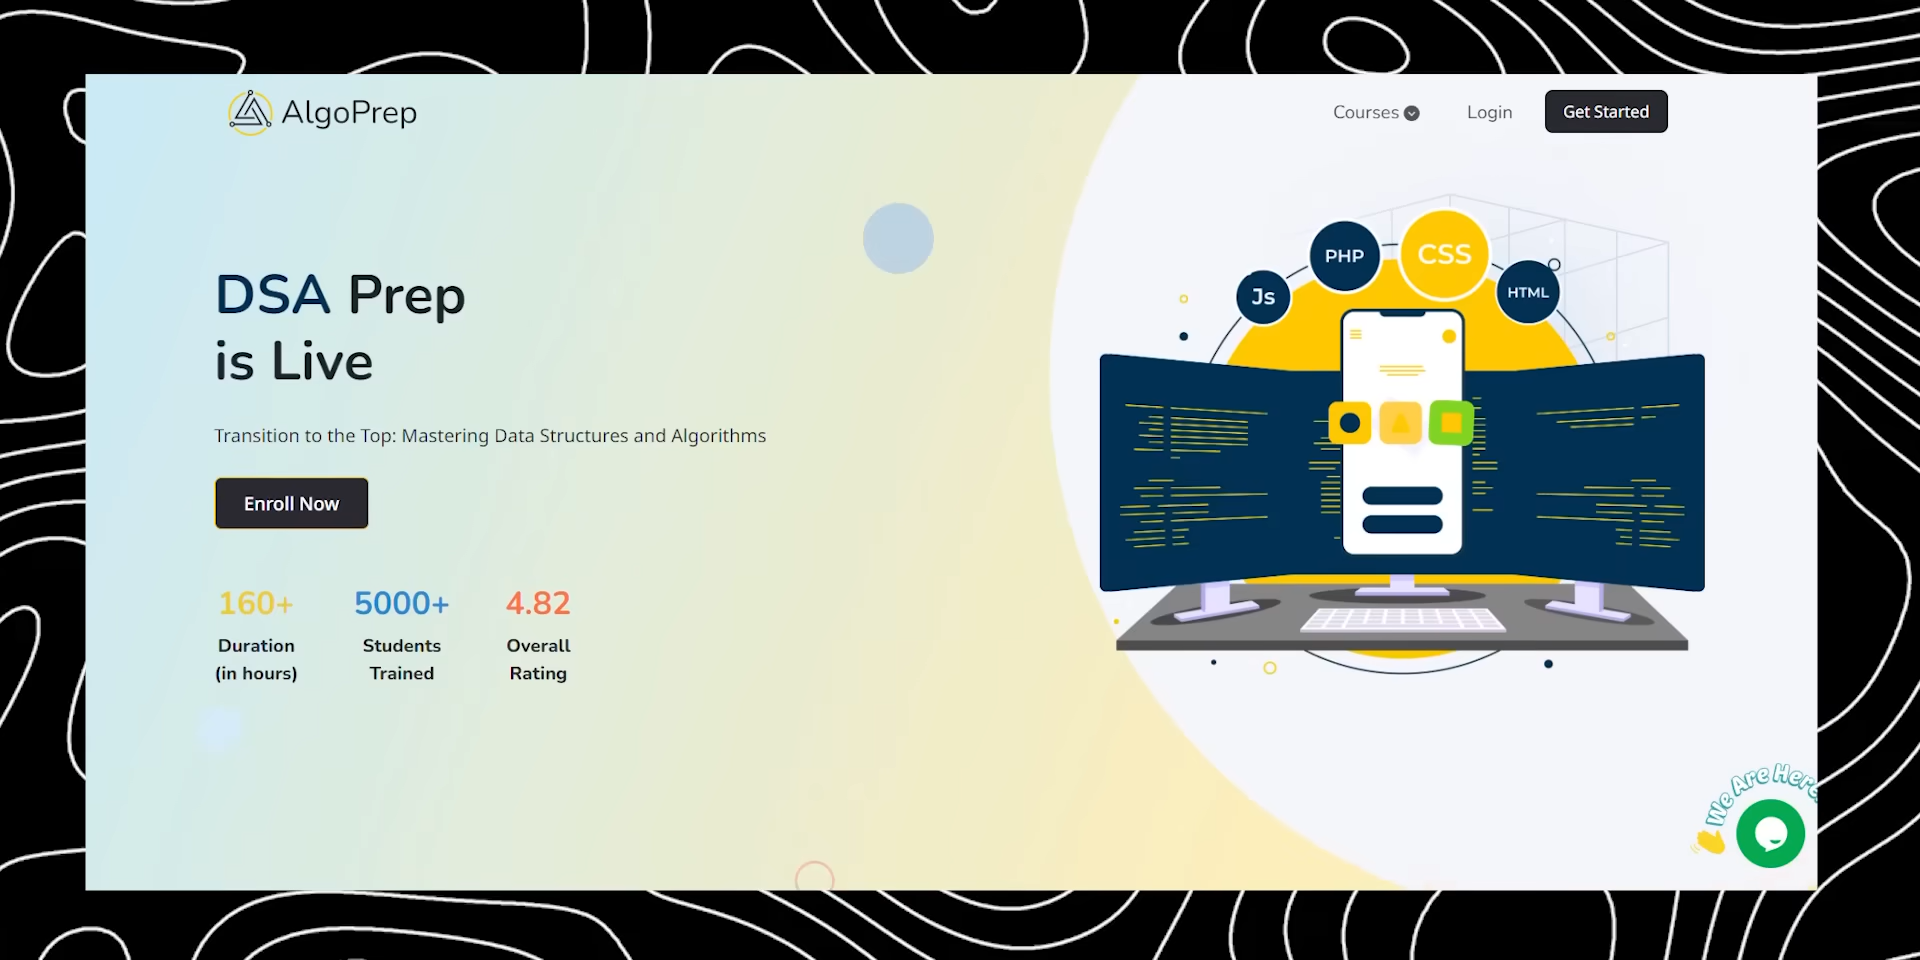 AlgoPrep
Courses
Login
Get Started
DSA Prep
is Live
Transition to the Top: Mastering Data Structures and Algorithms
Enroll Now
160+
Duration
(in hours)
5000+
Students
Trained
4.82
Overall
Rating
Js
PHP
CSS
HTML
We Are Here